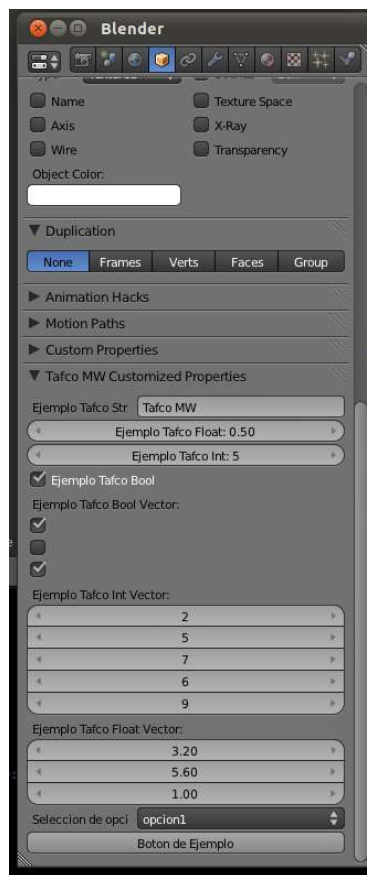 Blender
Name
Texture Space
Axis
X-Ray
Wire
Transparency
Object Color:
Duplication
None Frames Verts Faces Group
Animation Hacks
Motion Paths
Custom Properties
Tafco MW Customized Properties
Ejemplo Tafco Str Tafco MW
Ejemplo Tafco Float: 0.50
Ejemplo Tafco Int: 5
Ejemplo Tafco Bool
Ejemplo Tafco Bool Vector:
Ejemplo Tafco Int Vector:
2
5
7
6
9
Ejemplo Tafco Float Vector:
3.20
5.60
1.00
Seleccion de opci opcion1
Boton de Ejemplo